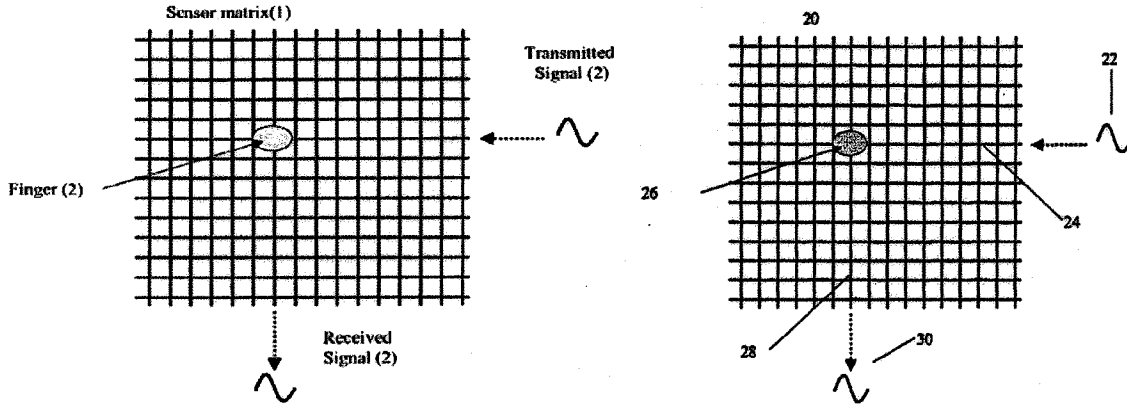 Sensor matrix(1)
Transmitted
Signal (2)
Finger (2)
Received
Signal (2)
20
22
26
24
28
30